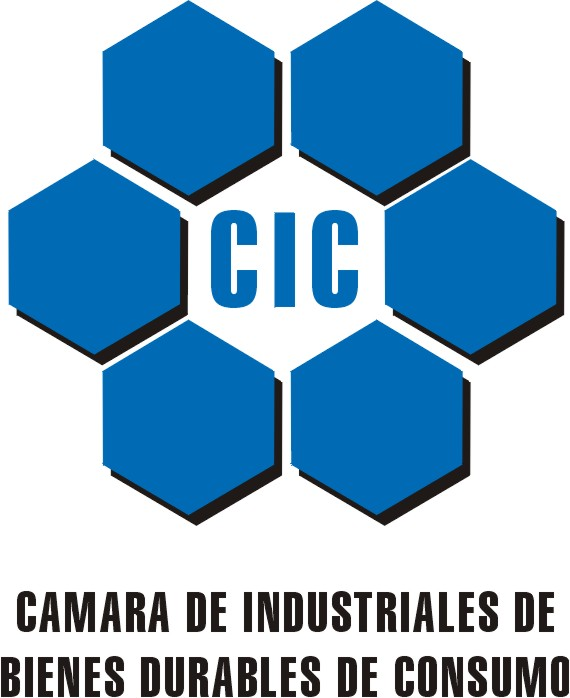 CIC
CAMARA DE INDUSTRIALES DE
BIENES DURABLES DE CONSUMO